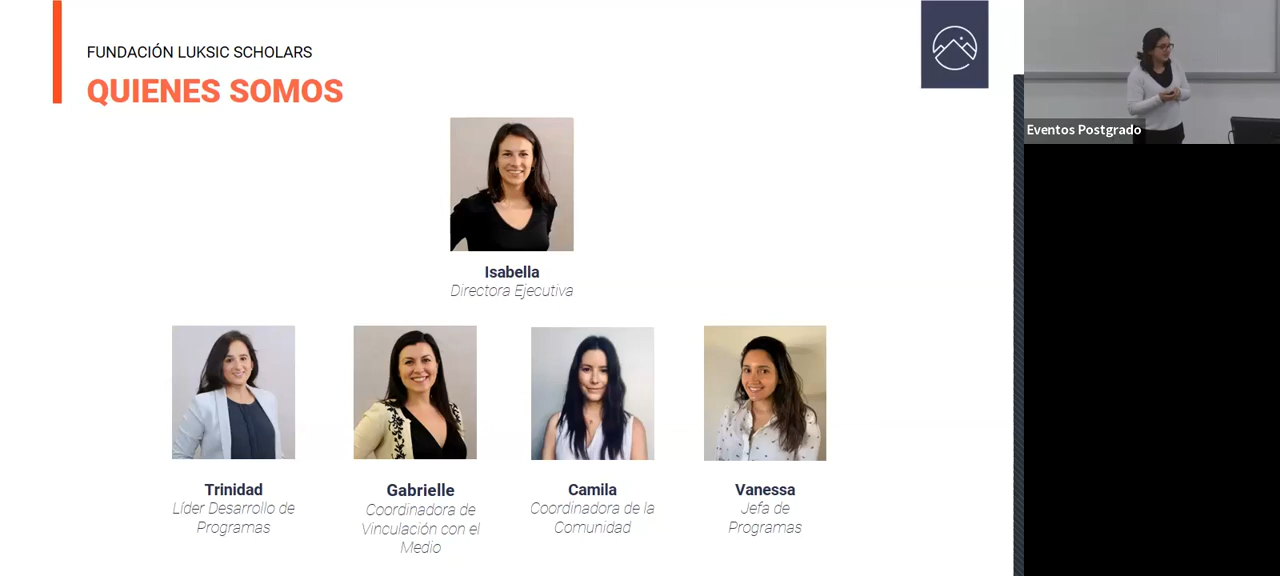 FUNDACIÓN LUKSIC SCHOLARS
QUIENES SOMOS
Eventos Postgrado
Isabella
Directora Ejecutiva
Trinidad
Líder Desarrollo de
Programas
Gabrielle
Coordinadora de
Vinculación con el
Medio
Camila
Coordinadora de la
Comunidad
Vanessa
Jefa de
Programas